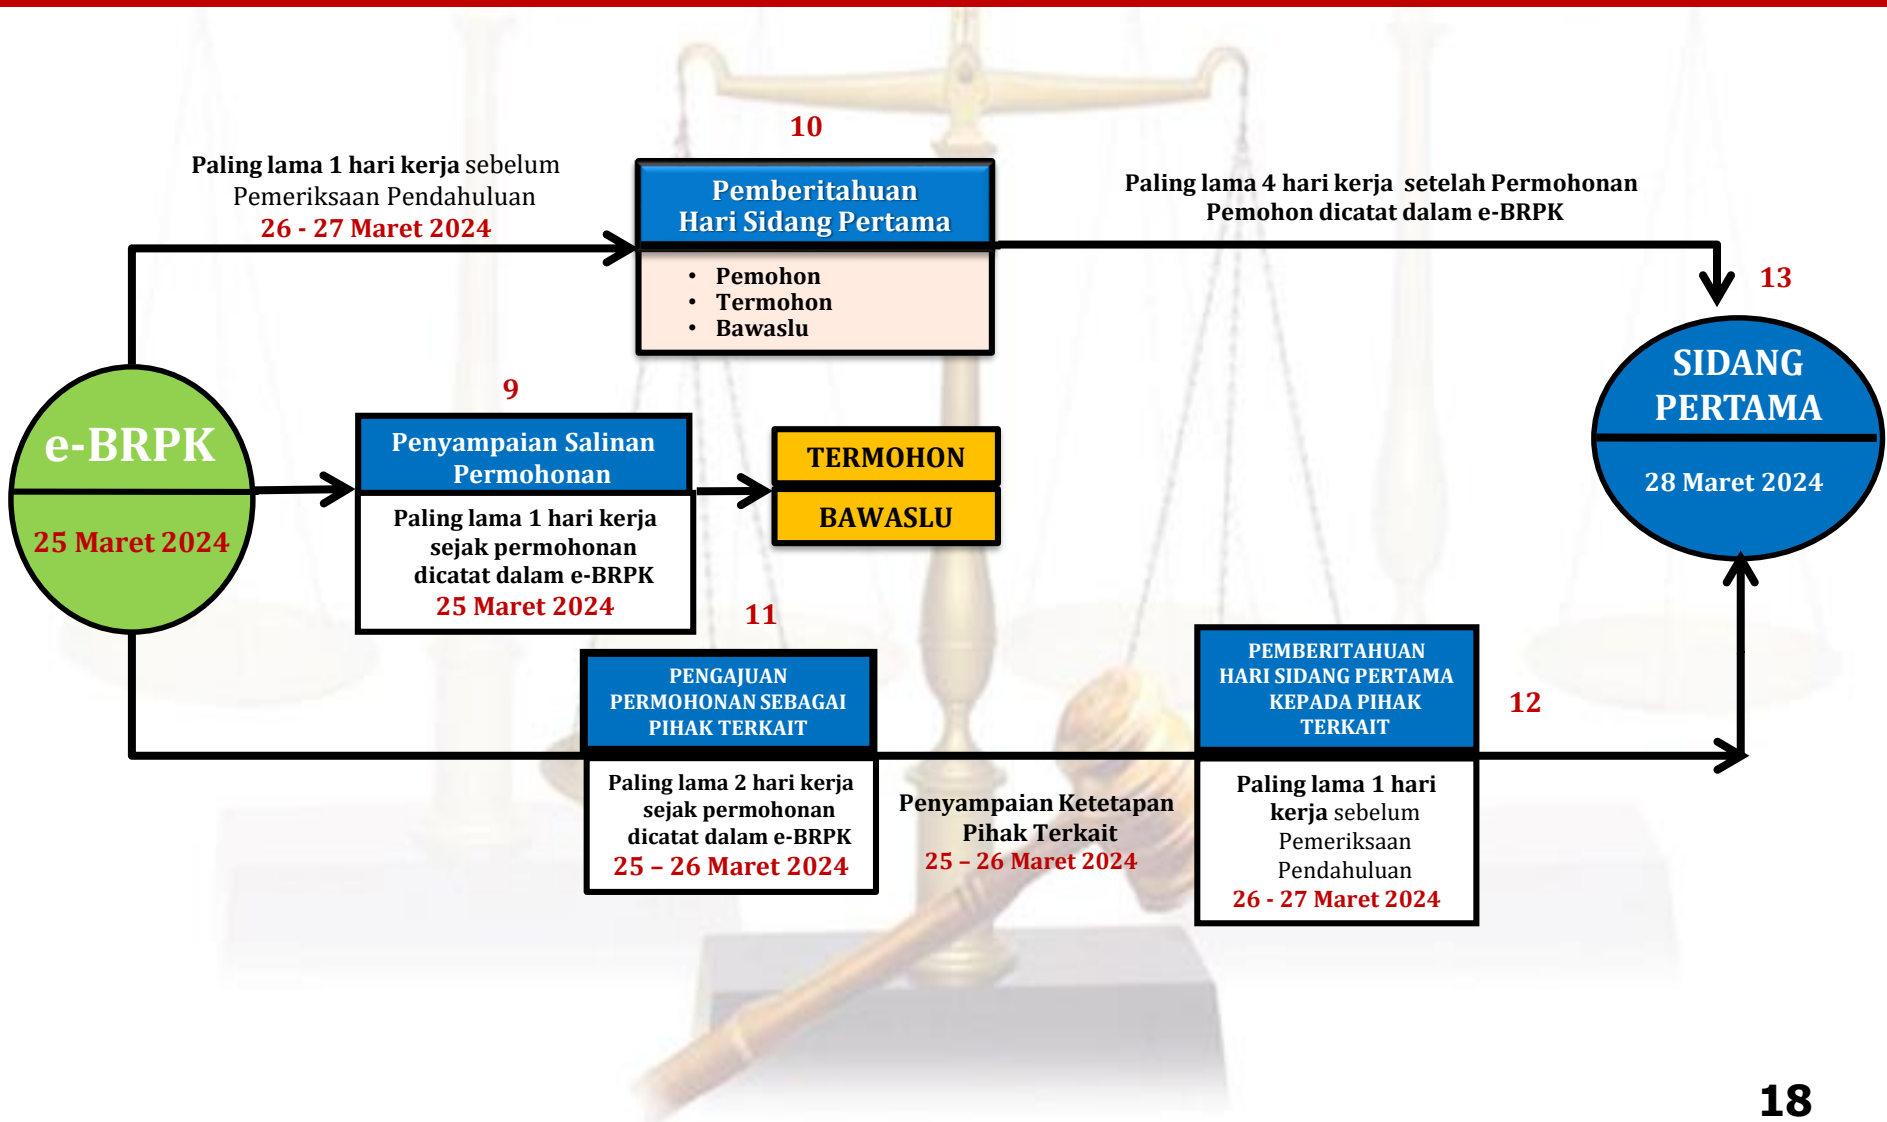 10
Paling lama 1 hari kerja sebelum
Pemeriksaan Pendahuluan
26 - 27 Maret 2024
Pemberitahuan
Hari Sidang Pertama
• Pemohon
• Termohon
• Bawaslu
Paling lama 4 hari kerja setelah Permohonan
Pemohon dicatat dalam e-BRPK
13
SIDANG
PERTAMA
28 Maret 2024
e-BRPK
25 Maret 2024
9
Penyampaian Salinan
Permohonan
Paling lama 1 hari kerja
sejak permohonan
dicatat dalam e-BRPK
25 Maret 2024
TERMOHON
BAWASLU
11
PENGAJUAN
PERMOHONAN SEBAGAI
PIHAK TERKAIT
Paling lama 2 hari kerja
sejak permohonan
dicatat dalam e-BRPK
25 – 26 Maret 2024
Penyampaian Ketetapan
Pihak Terkait
25 – 26 Maret 2024
PEMBERITAHUAN
HARI SIDANG PERTAMA
KEPADA PIHAK
TERKAIT
12
Paling lama 1 hari
kerja sebelum
Pemeriksaan
Pendahuluan
26 - 27 Maret 2024
18